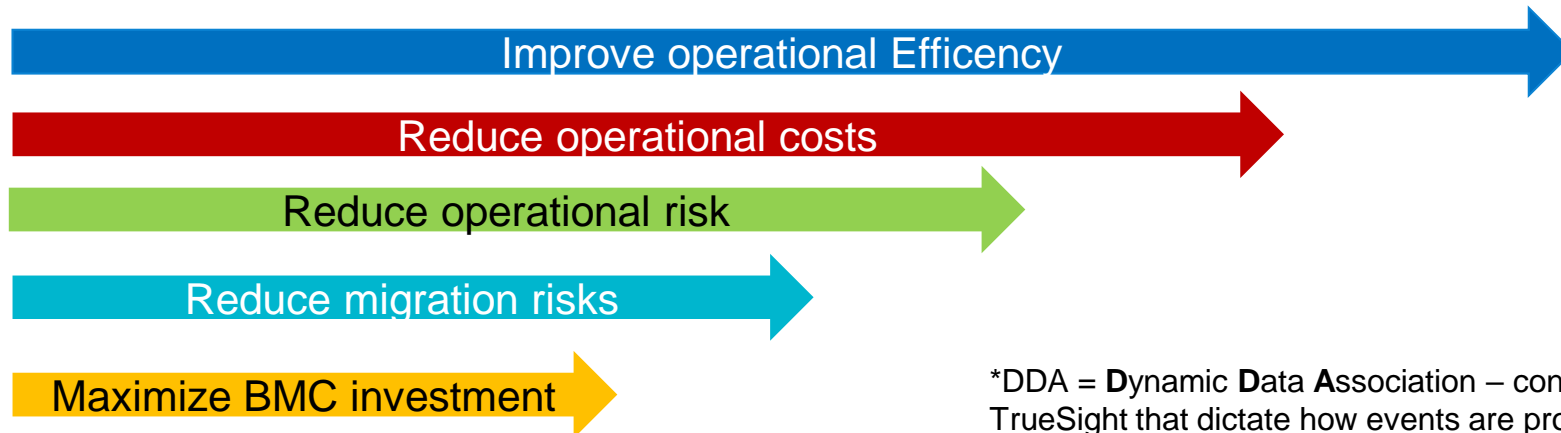 Improve operational Efficency
Reduce operational costs
Reduce operational risk
Reduce migration risks
Maximize BMC investment
*DDA = Dynamic Data Association – con
TrueSight that dictate how events are pro